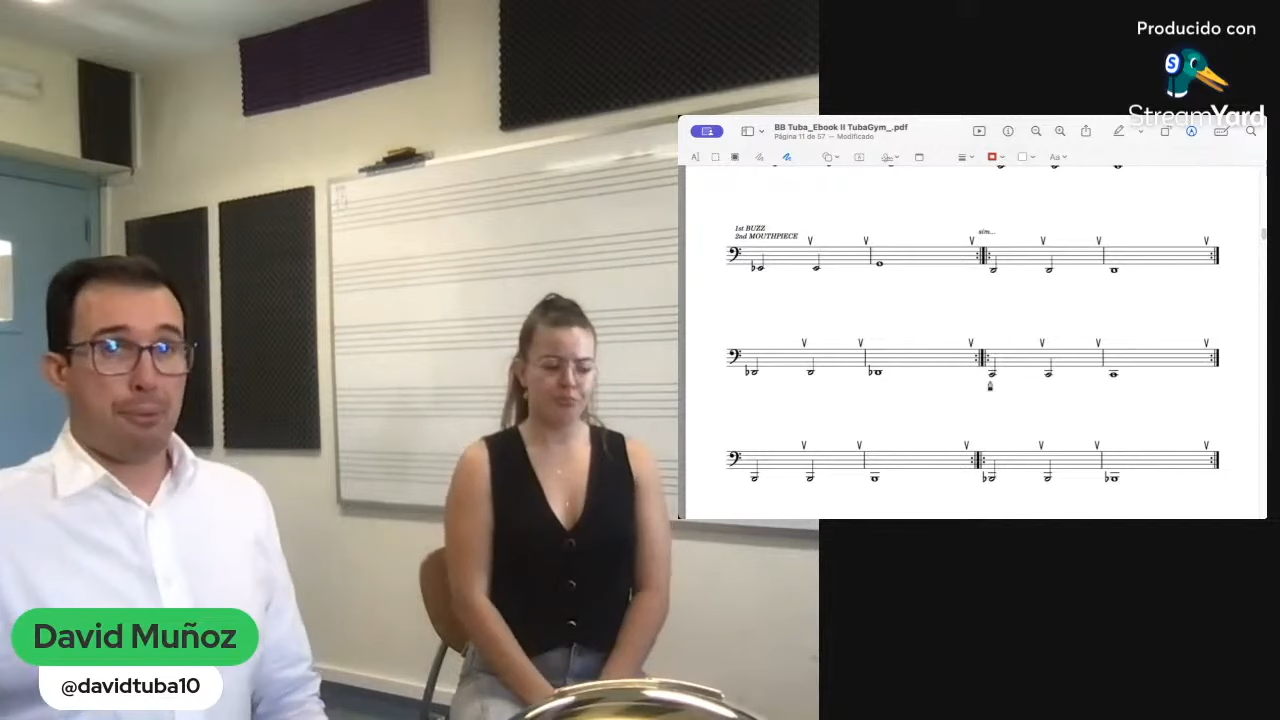 Producido con
StreamYard
BB Tuba_Ebook II TubaGym_.pdf
Página 11 de 57 — Modificado
1st BUZZ
2nd MOUTHPIECE
sim...
David Muñoz
@davidtuba10